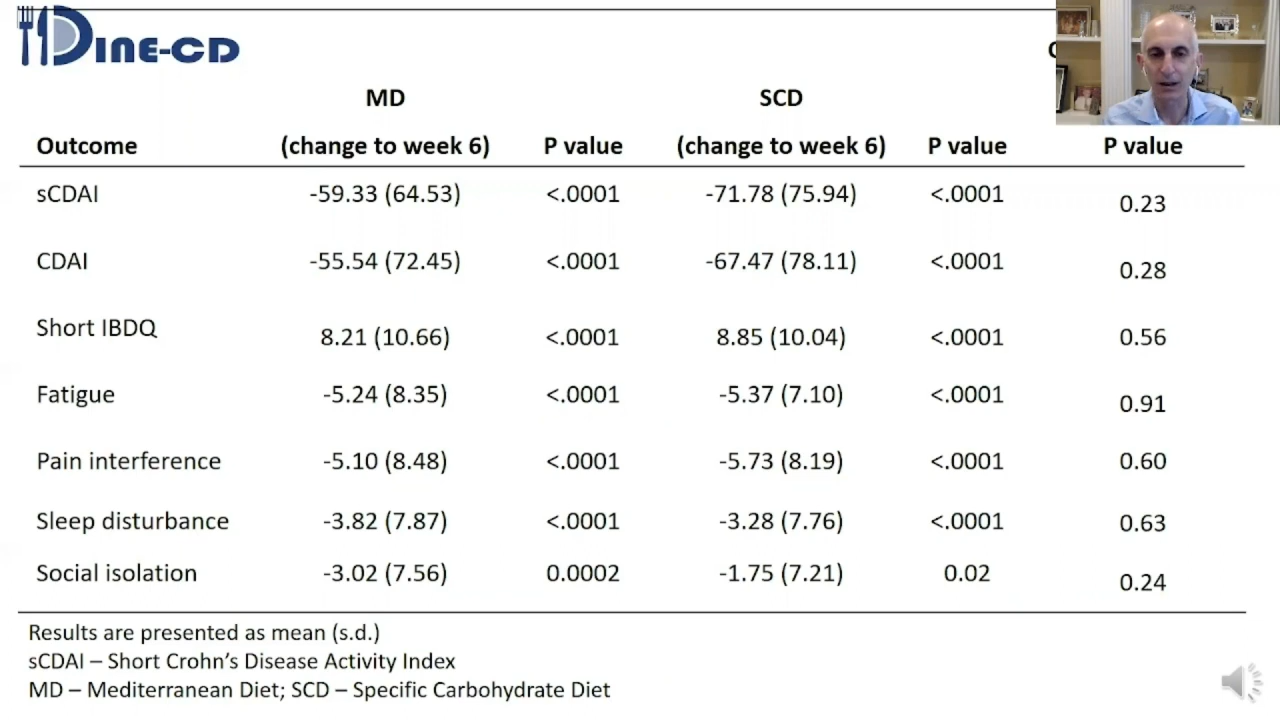 DINE-CD
MD SCD
Outcome (change to week 6) P value (change to week 6) P value P value
sCDAI -59.33 (64.53) <.0001 -71.78 (75.94) <.0001 0.23
CDAI -55.54 (72.45) <.0001 -67.47 (78.11) <.0001 0.28
Short IBDQ 8.21 (10.66) <.0001 8.85 (10.04) <.0001 0.56
Fatigue -5.24 (8.35) <.0001 -5.37 (7.10) <.0001 0.91
Pain interference -5.10 (8.48) <.0001 -5.73 (8.19) <.0001 0.60
Sleep disturbance -3.82 (7.87) <.0001 -3.28 (7.76) <.0001 0.63
Social isolation -3.02 (7.56) 0.0002 -1.75 (7.21) 0.02 0.24
Results are presented as mean (s.d.)
sCDAI – Short Crohn’s Disease Activity Index
MD – Mediterranean Diet; SCD – Specific Carbohydrate Diet